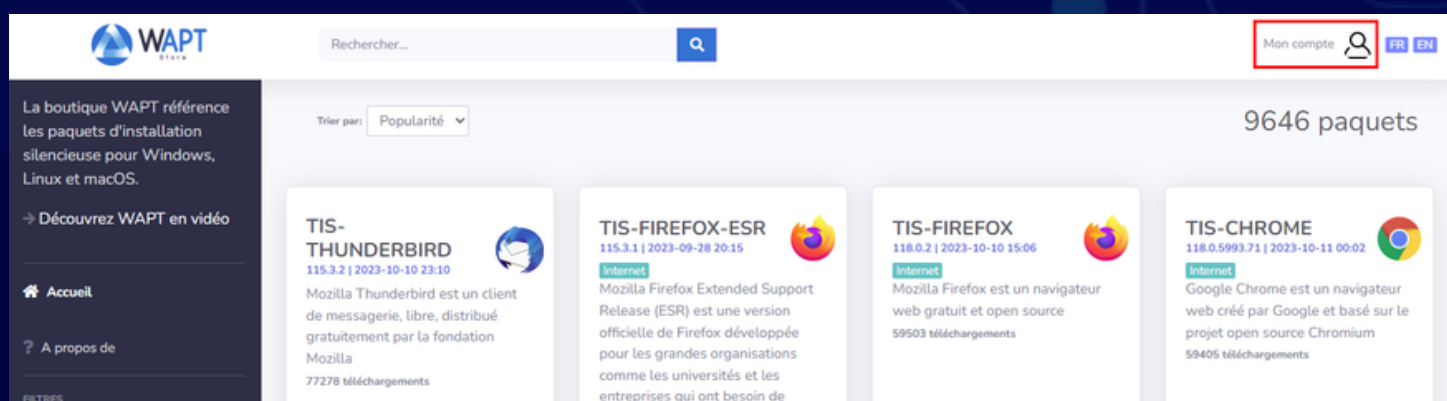 WAPT
Store
Rechercher...
Mon compte
FR
EN
La boutique WAPT référence
les paquets d'installation
silencieuse pour Windows,
Linux et macOS.
→ Découvrez WAPT en vidéo
Accueil
? A propos de
FILTRES
Trier par: Popularité
9646 paquets
TIS-
THUNDERBIRD
115.3.2 | 2023-10-10 23:10
Mozilla Thunderbird est un client
de messagerie, libre, distribué
gratuitement par la fondation
Mozilla
77278 téléchargements
TIS-FIREFOX-ESR
115.3.1 | 2023-09-28 20:15
Internet
Mozilla Firefox Extended Support
Release (ESR) est une version
officielle de Firefox développée
pour les grandes organisations
comme les universités et les
entreprises qui ont besoin de
TIS-FIREFOX
118.0.2 | 2023-10-10 15:06
Internet
Mozilla Firefox est un navigateur
web gratuit et open source
59503 téléchargements
TIS-CHROME
118.0.5993.71 | 2023-10-11 00:02
Internet
Google Chrome est un navigateur
web créé par Google et basé sur le
projet open source Chromium
59405 téléchargements